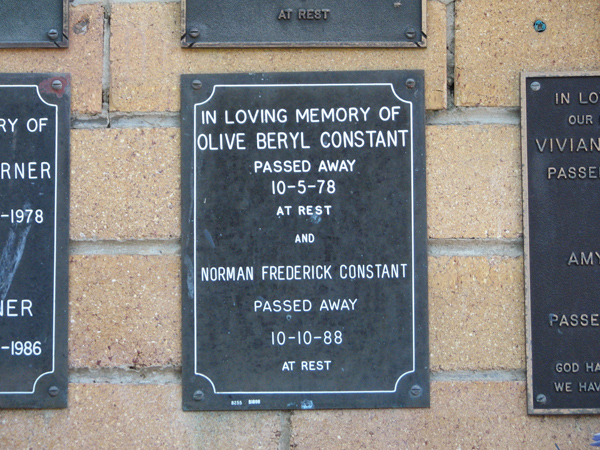 AT REST
RY OF
RNER
-1978
NER
-1986
IN LOVING MEMORY OF
OLIVE BERYL CONSTANT
PASSED AWAY
10-5-78
AT REST
AND
NORMAN FREDERICK CONSTANT
PASSED AWAY
10-10-88
AT REST
IN LO
OUR
VIVIAN
PASSE
AMY
PASSE
GOD HA
WE HAV